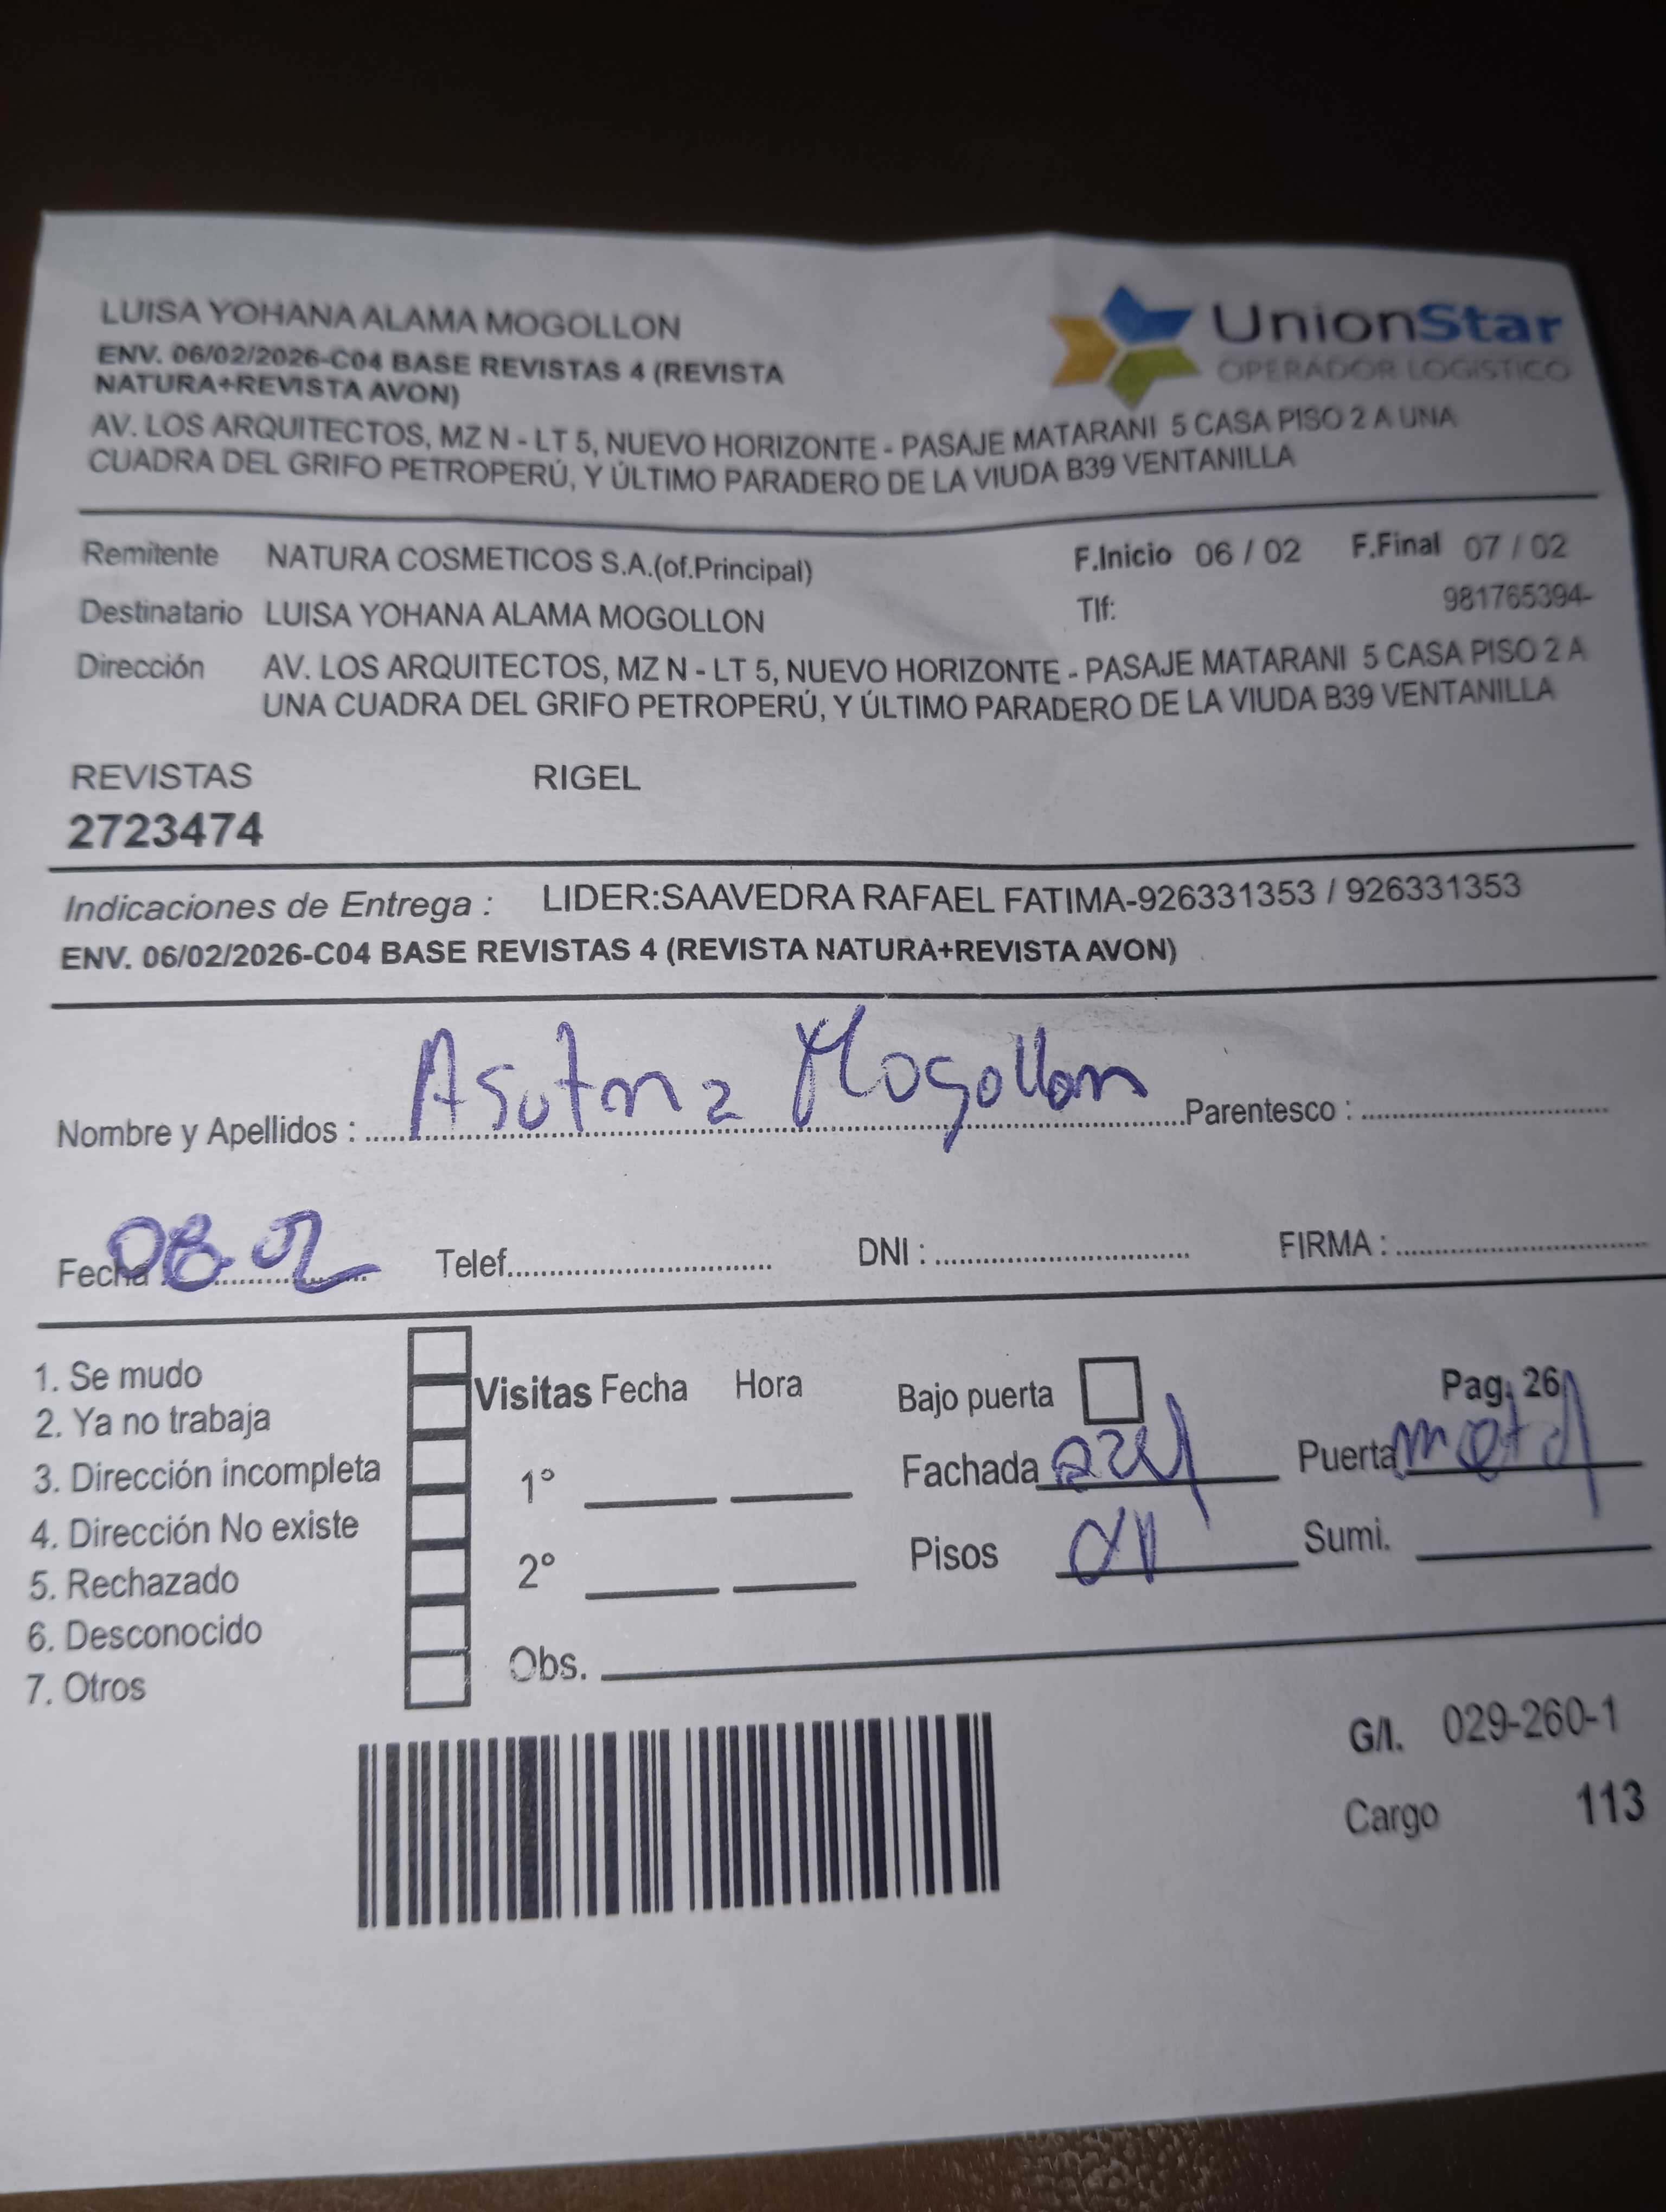 LUISA YOHANA ALAMA MOGOLLON
UnionStar
OPERADOR LOGISTICO
ENV. 06/02/2026-C04 BASE REVISTAS 4 (REVISTA
NATURA+REVISTA AVON)
AV. LOS ARQUITECTOS, MZ N - LT 5, NUEVO HORIZONTE - PASAJE MATARANI 5 CASA PISO 2 A UNA
CUADRA DEL GRIFO PETROPERÚ, Y ÚLTIMO PARADERO DE LA VIUDA B39 VENTANILLA
Remitente NATURA COSMETICOS S.A.(of.Principal) F.Inicio 06 / 02 F.Final 07 / 02
Destinatario LUISA YOHANA ALAMA MOGOLLON Tlf: 981765394-
Dirección AV. LOS ARQUITECTOS, MZ N - LT 5, NUEVO HORIZONTE - PASAJE MATARANI 5 CASA PISO 2 A
UNA CUADRA DEL GRIFO PETROPERÚ, Y ÚLTIMO PARADERO DE LA VIUDA B39 VENTANILLA
REVISTAS RIGEL
2723474
Indicaciones de Entrega : LIDER:SAAVEDRA RAFAEL FATIMA-926331353 / 926331353
ENV. 06/02/2026-C04 BASE REVISTAS 4 (REVISTA NATURA+REVISTA AVON)
Nombre y Apellidos : Mogollon Parentesco :
Fecha : 08-02 Telef. DNI : FIRMA :
1. Se mudo
2. Ya no trabaja
3. Dirección incompleta
4. Dirección No existe
5. Rechazado
6. Desconocido
7. Otros
Visitas Fecha Hora
1°
2°
Obs.
Bajo puerta Pag. 26
Fachada azul Puerta metal
Pisos 01 Sumi.
G/I. 029-260-1
Cargo 113